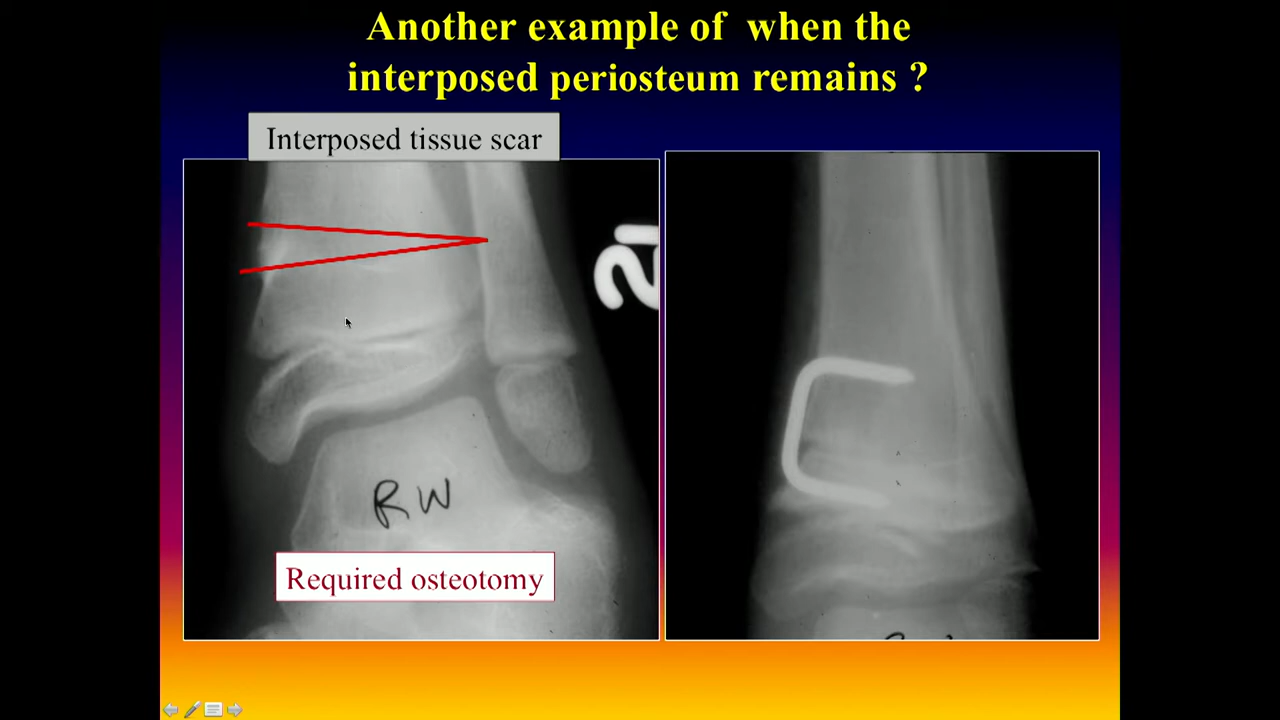 Another example of when the
interposed periosteum remains ?
Interposed tissue scar
RW
Required osteotomy